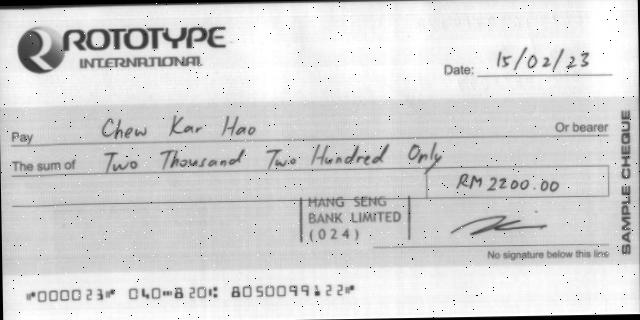 ROTOTYPE
INTERNATIONAL
Date: 15/02/23
Pay Chew Kar Hao Or bearer
The sum of Two Thousand Two Hundred Only
RM 2200.00
HANG SENG
BANK LIMITED
(024)
No signature below this line
SAMPLE CHEQUE
⑈000023⑈ 040⑉820⑆ 8050099122⑈